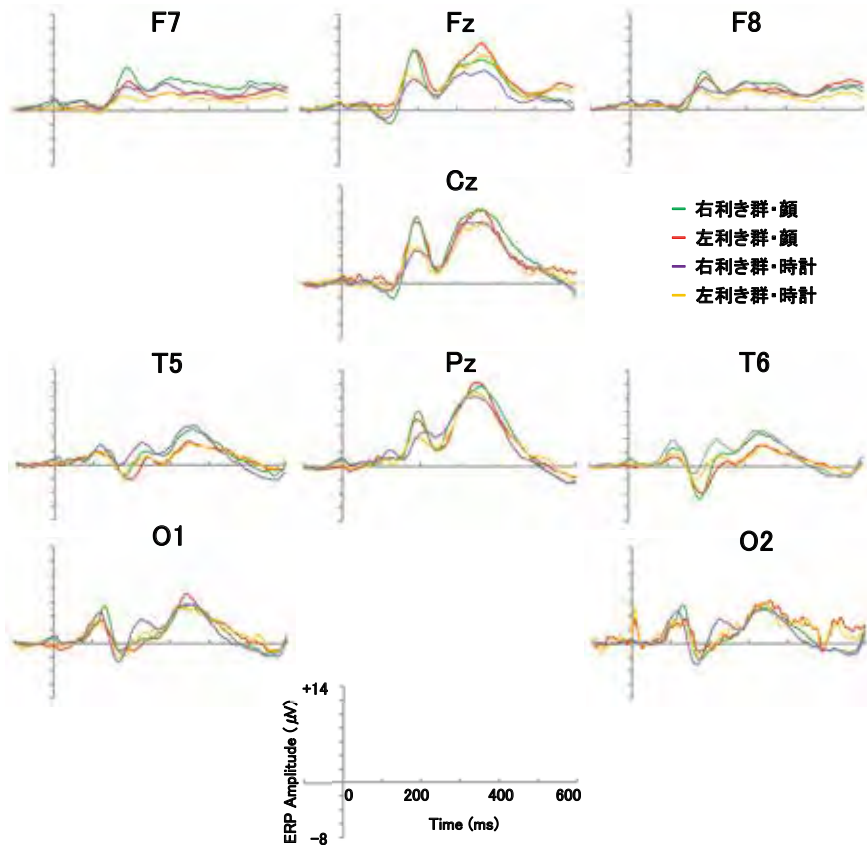 F7
Fz
F8
Cz
右利き群・顔
左利き群・顔
右利き群・時計
左利き群・時計
T5
Pz
T6
O1
O2
+14
ERP Amplitude (μV)
0 200 400 600
Time (ms)
−8